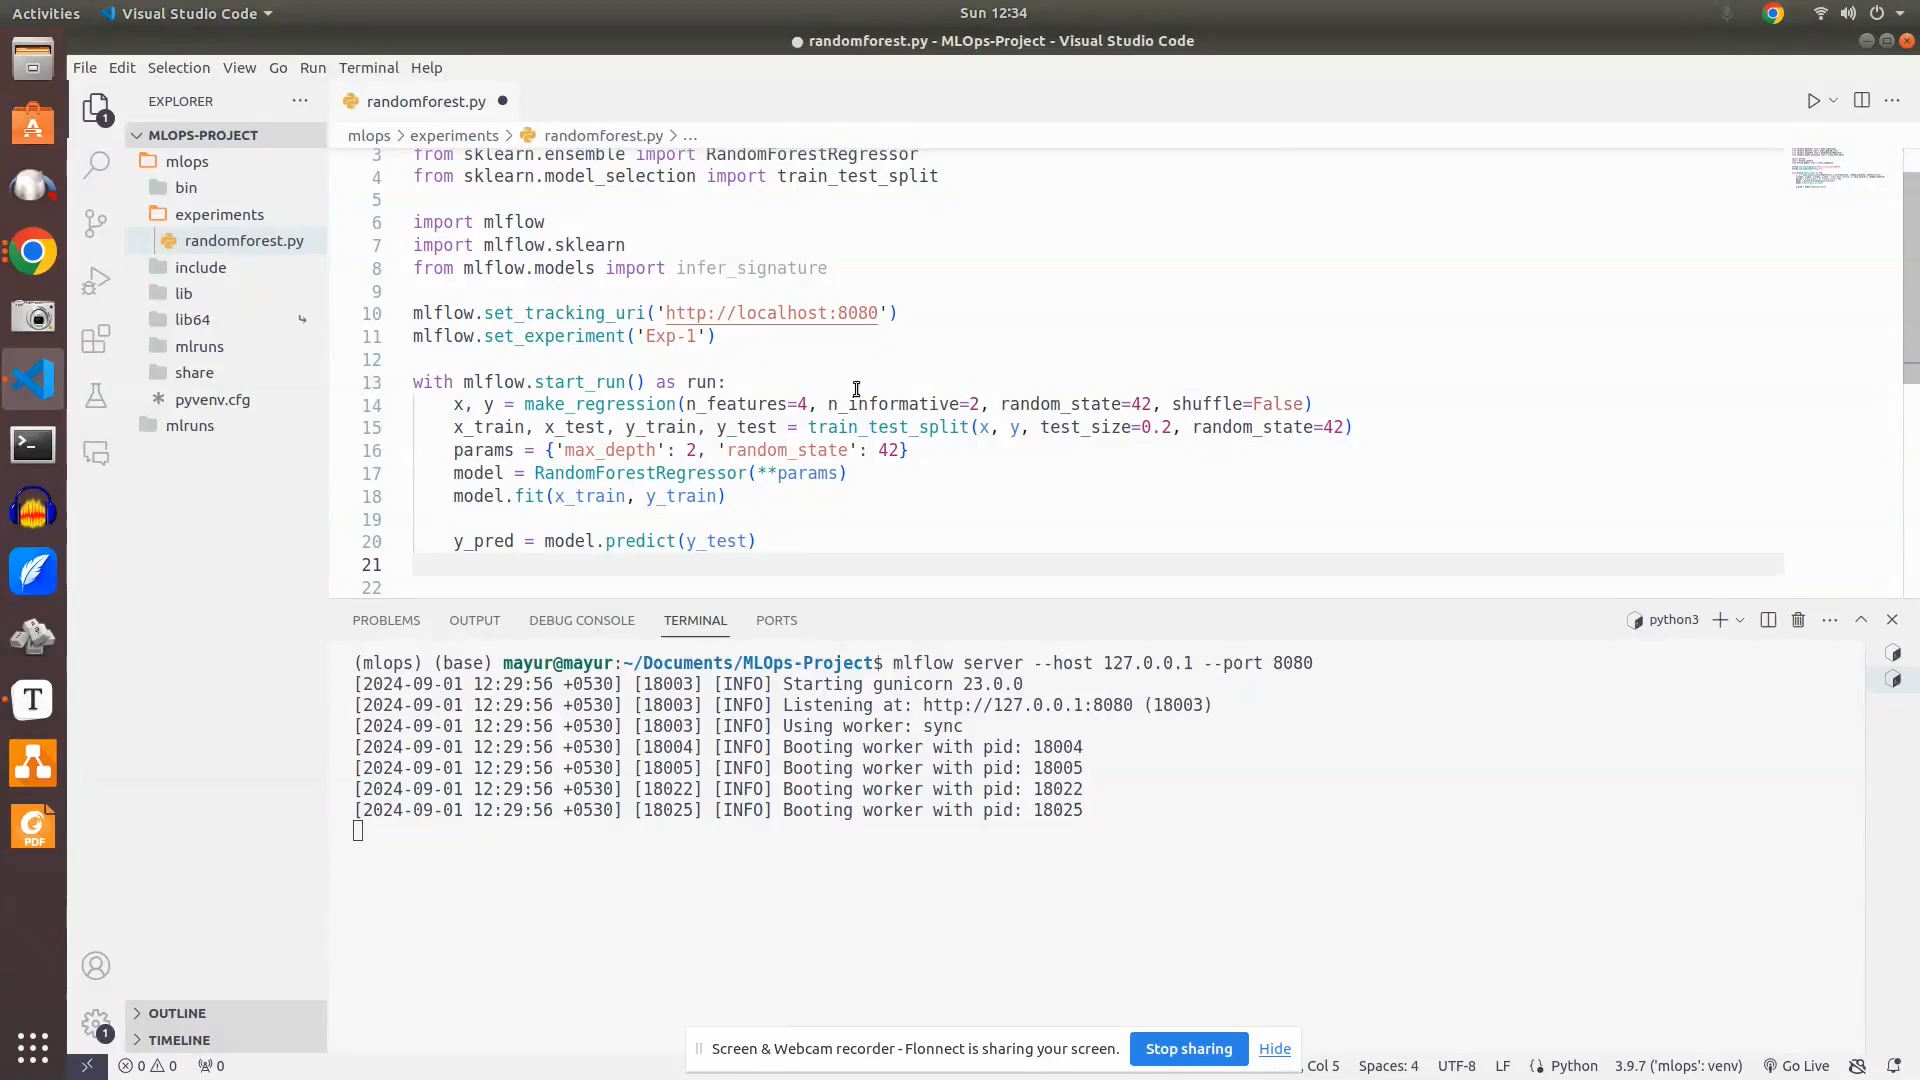 Activities Visual Studio Code Sun 12:34
randomforest.py - MLOps-Project - Visual Studio Code
File Edit Selection View Go Run Terminal Help
EXPLORER
1
MLOPS-PROJECT
mlops
bin
experiments
randomforest.py
include
lib
lib64
mlruns
share
pyvenv.cfg
mlruns
OUTLINE
TIMELINE
randomforest.py
mlops > experiments > randomforest.py > ...
3 from sklearn.ensemble import RandomForestRegressor
4 from sklearn.model_selection import train_test_split
5
6 import mlflow
7 import mlflow.sklearn
8 from mlflow.models import infer_signature
9
10 mlflow.set_tracking_uri('http://localhost:8080')
11 mlflow.set_experiment('Exp-1')
12
13 with mlflow.start_run() as run:
14 x, y = make_regression(n_features=4, n_informative=2, random_state=42, shuffle=False)
15 x_train, x_test, y_train, y_test = train_test_split(x, y, test_size=0.2, random_state=42)
16 params = {'max_depth': 2, 'random_state': 42}
17 model = RandomForestRegressor(**params)
18 model.fit(x_train, y_train)
19
20 y_pred = model.predict(y_test)
21
22
PROBLEMS OUTPUT DEBUG CONSOLE TERMINAL PORTS python3
(mlops) (base) mayur@mayur:~/Documents/MLOps-Project$ mlflow server --host 127.0.0.1 --port 8080
[2024-09-01 12:29:56 +0530] [18003] [INFO] Starting gunicorn 23.0.0
[2024-09-01 12:29:56 +0530] [18003] [INFO] Listening at: http://127.0.0.1:8080 (18003)
[2024-09-01 12:29:56 +0530] [18003] [INFO] Using worker: sync
[2024-09-01 12:29:56 +0530] [18004] [INFO] Booting worker with pid: 18004
[2024-09-01 12:29:56 +0530] [18005] [INFO] Booting worker with pid: 18005
[2024-09-01 12:29:56 +0530] [18022] [INFO] Booting worker with pid: 18022
[2024-09-01 12:29:56 +0530] [18025] [INFO] Booting worker with pid: 18025
T
PDF
1
Screen & Webcam recorder - Flonnect is sharing your screen. Stop sharing Hide
0 0 0 , Col 5 Spaces: 4 UTF-8 LF Python 3.9.7 ('mlops': venv) Go Live